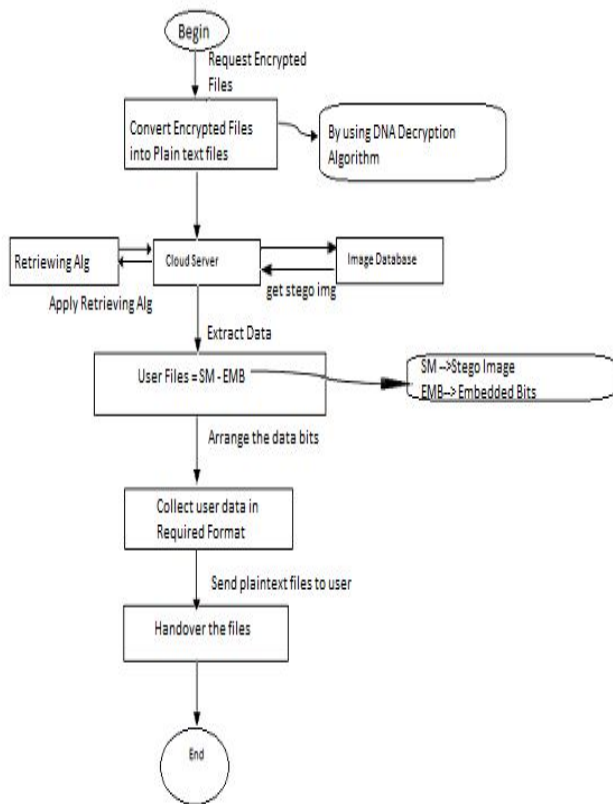 Begin
Request Encrypted
Files
Convert Encrypted Files
into Plain text files
By using DNA Decryption
Algorithm
Retriewing Alg
Cloud Server
Image Database
Apply Retrieving Alg
get stego img
Extract Data
User Files = SM - EMB
SM -->Stego Image
EMB--> Embedded Bits
Arrange the data bits
Collect user data in
Required Format
Send plaintext files to user
Handover the files
End